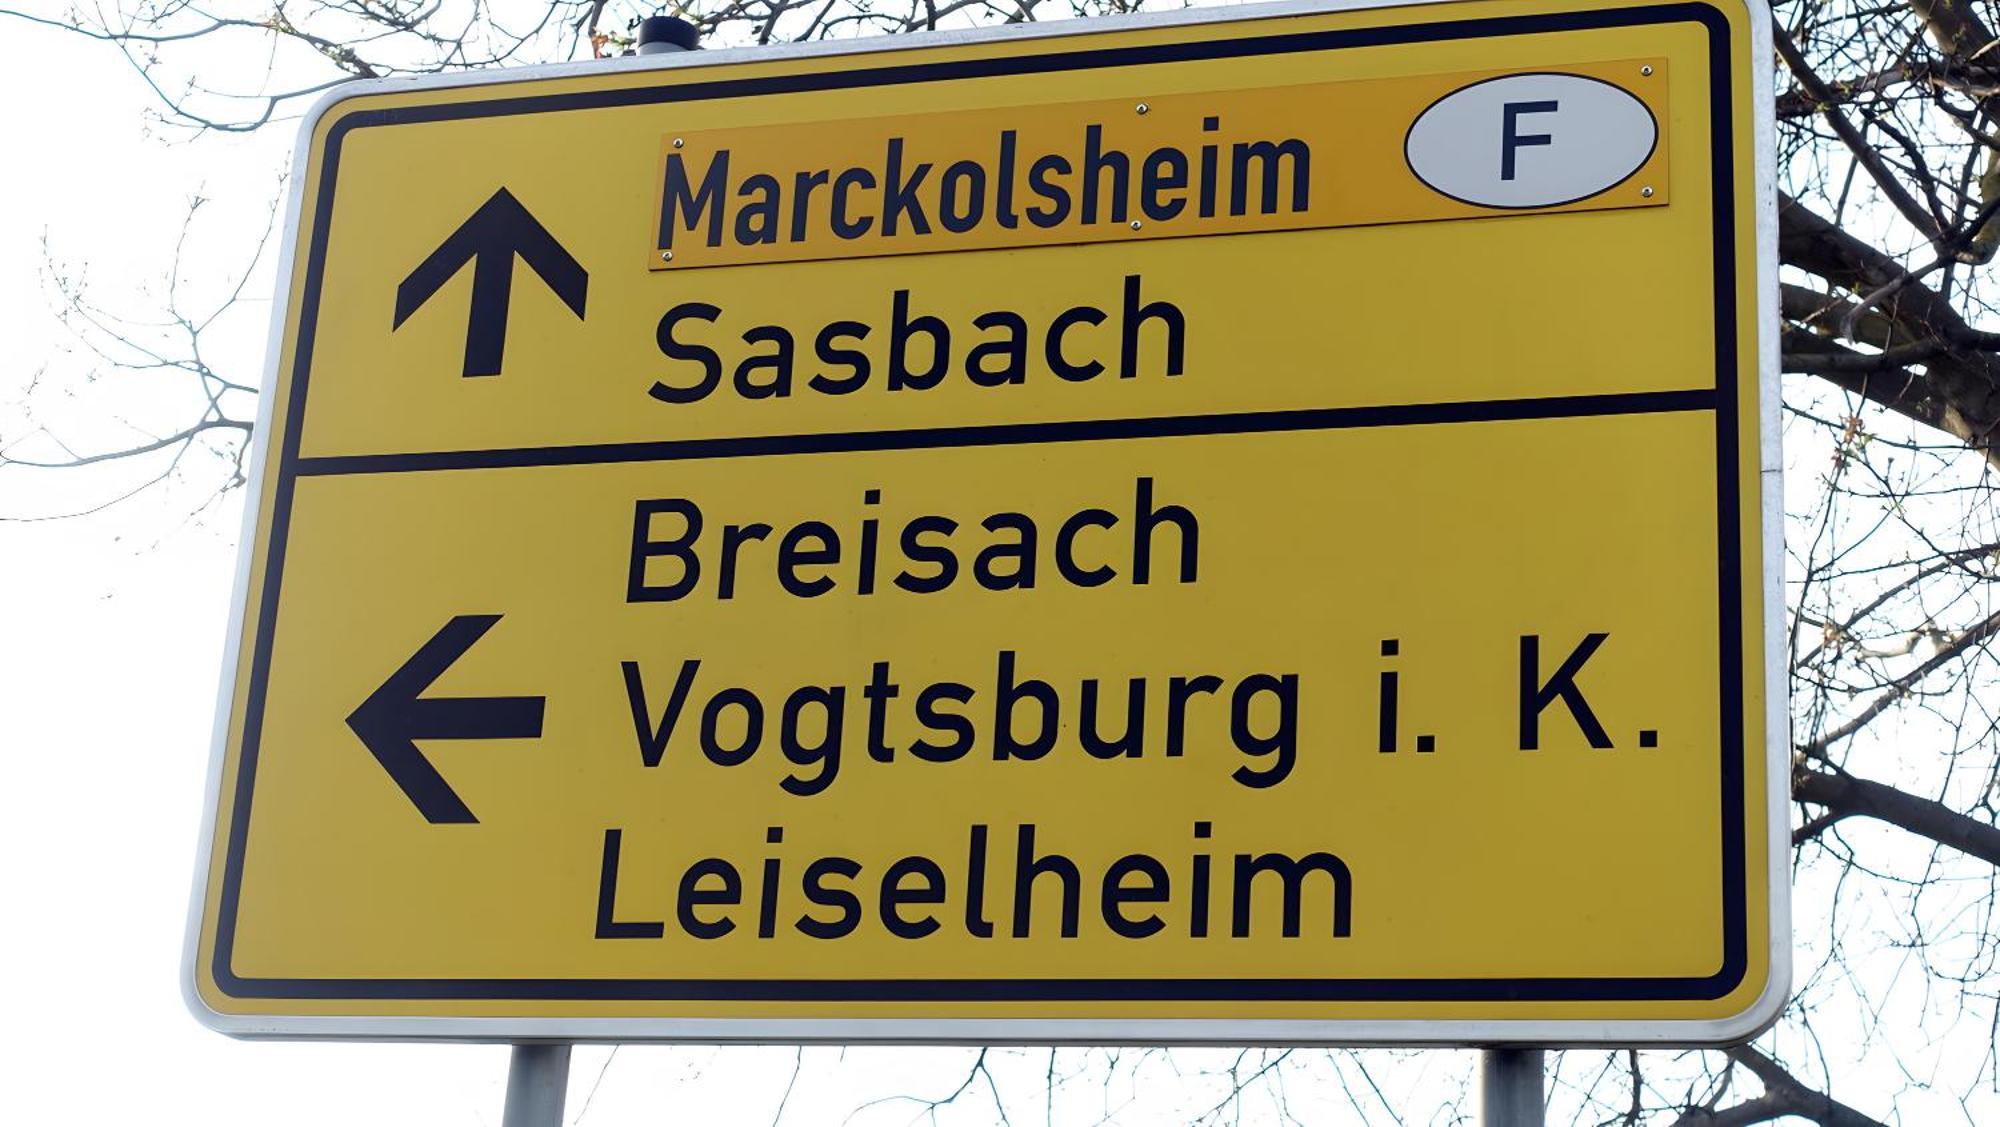 Marckolsheim F
Sasbach
Breisach
Vogtsburg i. K.
Leiselheim